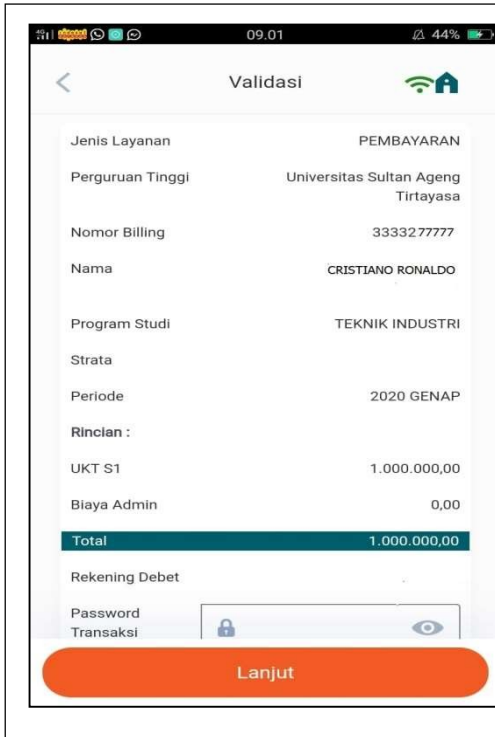 09.01 44%
Validasi
Jenis Layanan PEMBAYARAN
Perguruan Tinggi Universitas Sultan Ageng
Tirtayasa
Nomor Billing 3333277777
Nama CRISTIANO RONALDO
Program Studi TEKNIK INDUSTRI
Strata
Periode 2020 GENAP
Rincian :
UKT S1 1.000.000,00
Biaya Admin 0,00
Total 1.000.000,00
Rekening Debet
Password
Transaksi
Lanjut